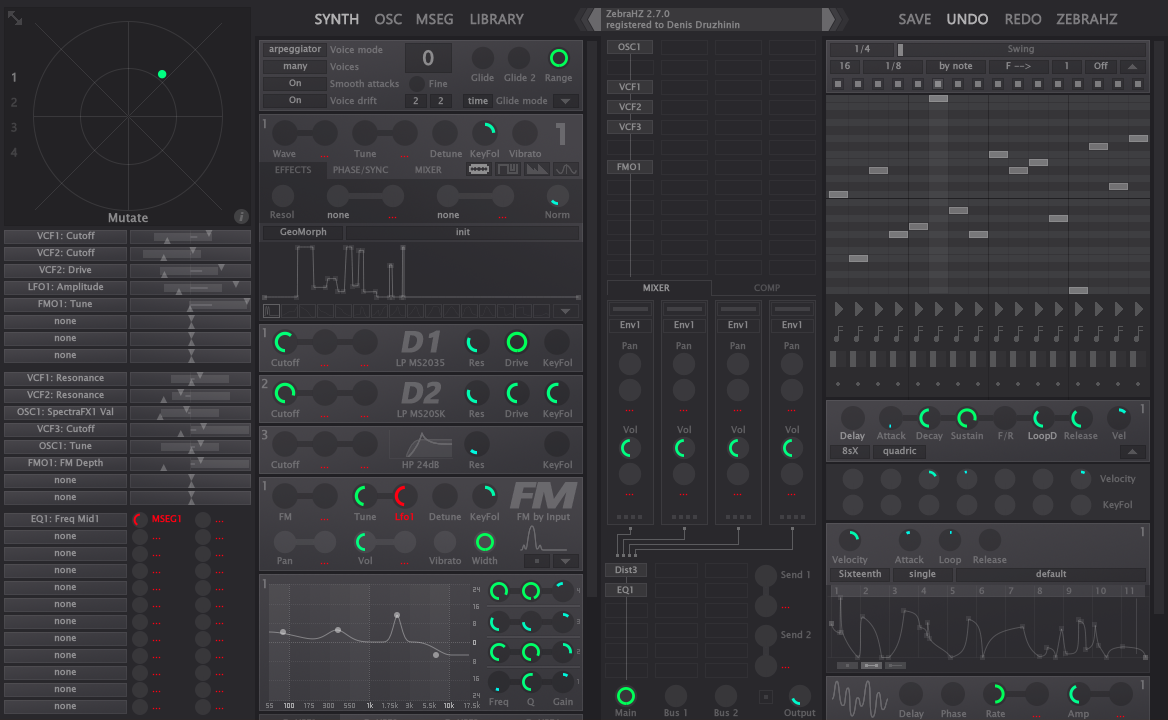 SYNTH OSC MSEG LIBRARY
ZebraHZ 2.7.0
registered to Denis Druzhinin
SAVE UNDO REDO ZEBRAHZ
1
2
3
4
Mutate
i
VCF1: Cutoff
VCF2: Cutoff
VCF2: Drive
LFO1: Amplitude
FMO1: Tune
none
none
none
VCF1: Resonance
VCF2: Resonance
OSC1: SpectraFX1 Val
VCF3: Cutoff
OSC1: Tune
FMO1: FM Depth
none
none
EQ1: Freq Mid1 MSEG1 ...
none ... ...
none ... ...
none ... ...
none ... ...
none ... ...
none ... ...
none ... ...
none ... ...
none ... ...
none ... ...
none ... ...
arpeggiator Voice mode 0
many Voices Glide Glide 2 Range
On Smooth attacks Fine
On Voice drift 2 2 time Glide mode
1
Wave ... Tune ... Detune KeyFol Vibrato 1
EFFECTS PHASE/SYNC MIXER
Resol none ... none ... Norm
GeoMorph init
1 D1
Cutoff ... ... LP MS2035 Res Drive KeyFol
2 D2
Cutoff ... ... LP MS20SK Res Drive KeyFol
3
Cutoff ... ... HP 24dB Res KeyFol
1 FM
FM ... Tune Lfo1 Detune KeyFol FM by Input
Pan ... Vol ... Vibrato Width
1
24
16
8
0
8
16
24
55 100 175 300 550 1k 1.75k 3k 5.5k 10k 17.5k
4
3
2
1
Freq Q Gain
OSC1
VCF1
VCF2
VCF3
FMO1
MIXER COMP
Env1 Env1 Env1 Env1
Pan Pan Pan Pan
... ... ... ...
Vol Vol Vol Vol
... ... ... ...
Dist3
EQ1
Send 1
...
Send 2
...
Main Bus 1 Bus 2 Output
1/4 Swing
16 1/8 by note F --> 1 Off
1
Delay Attack Decay Sustain F/R LoopD Release Vel
8sX quadric
Velocity
KeyFol
1
Velocity Attack Loop Release
Sixteenth single default
1 2 3 4 5 6 7 8 9 10 11
1
Delay Phase Rate ... Amp ...